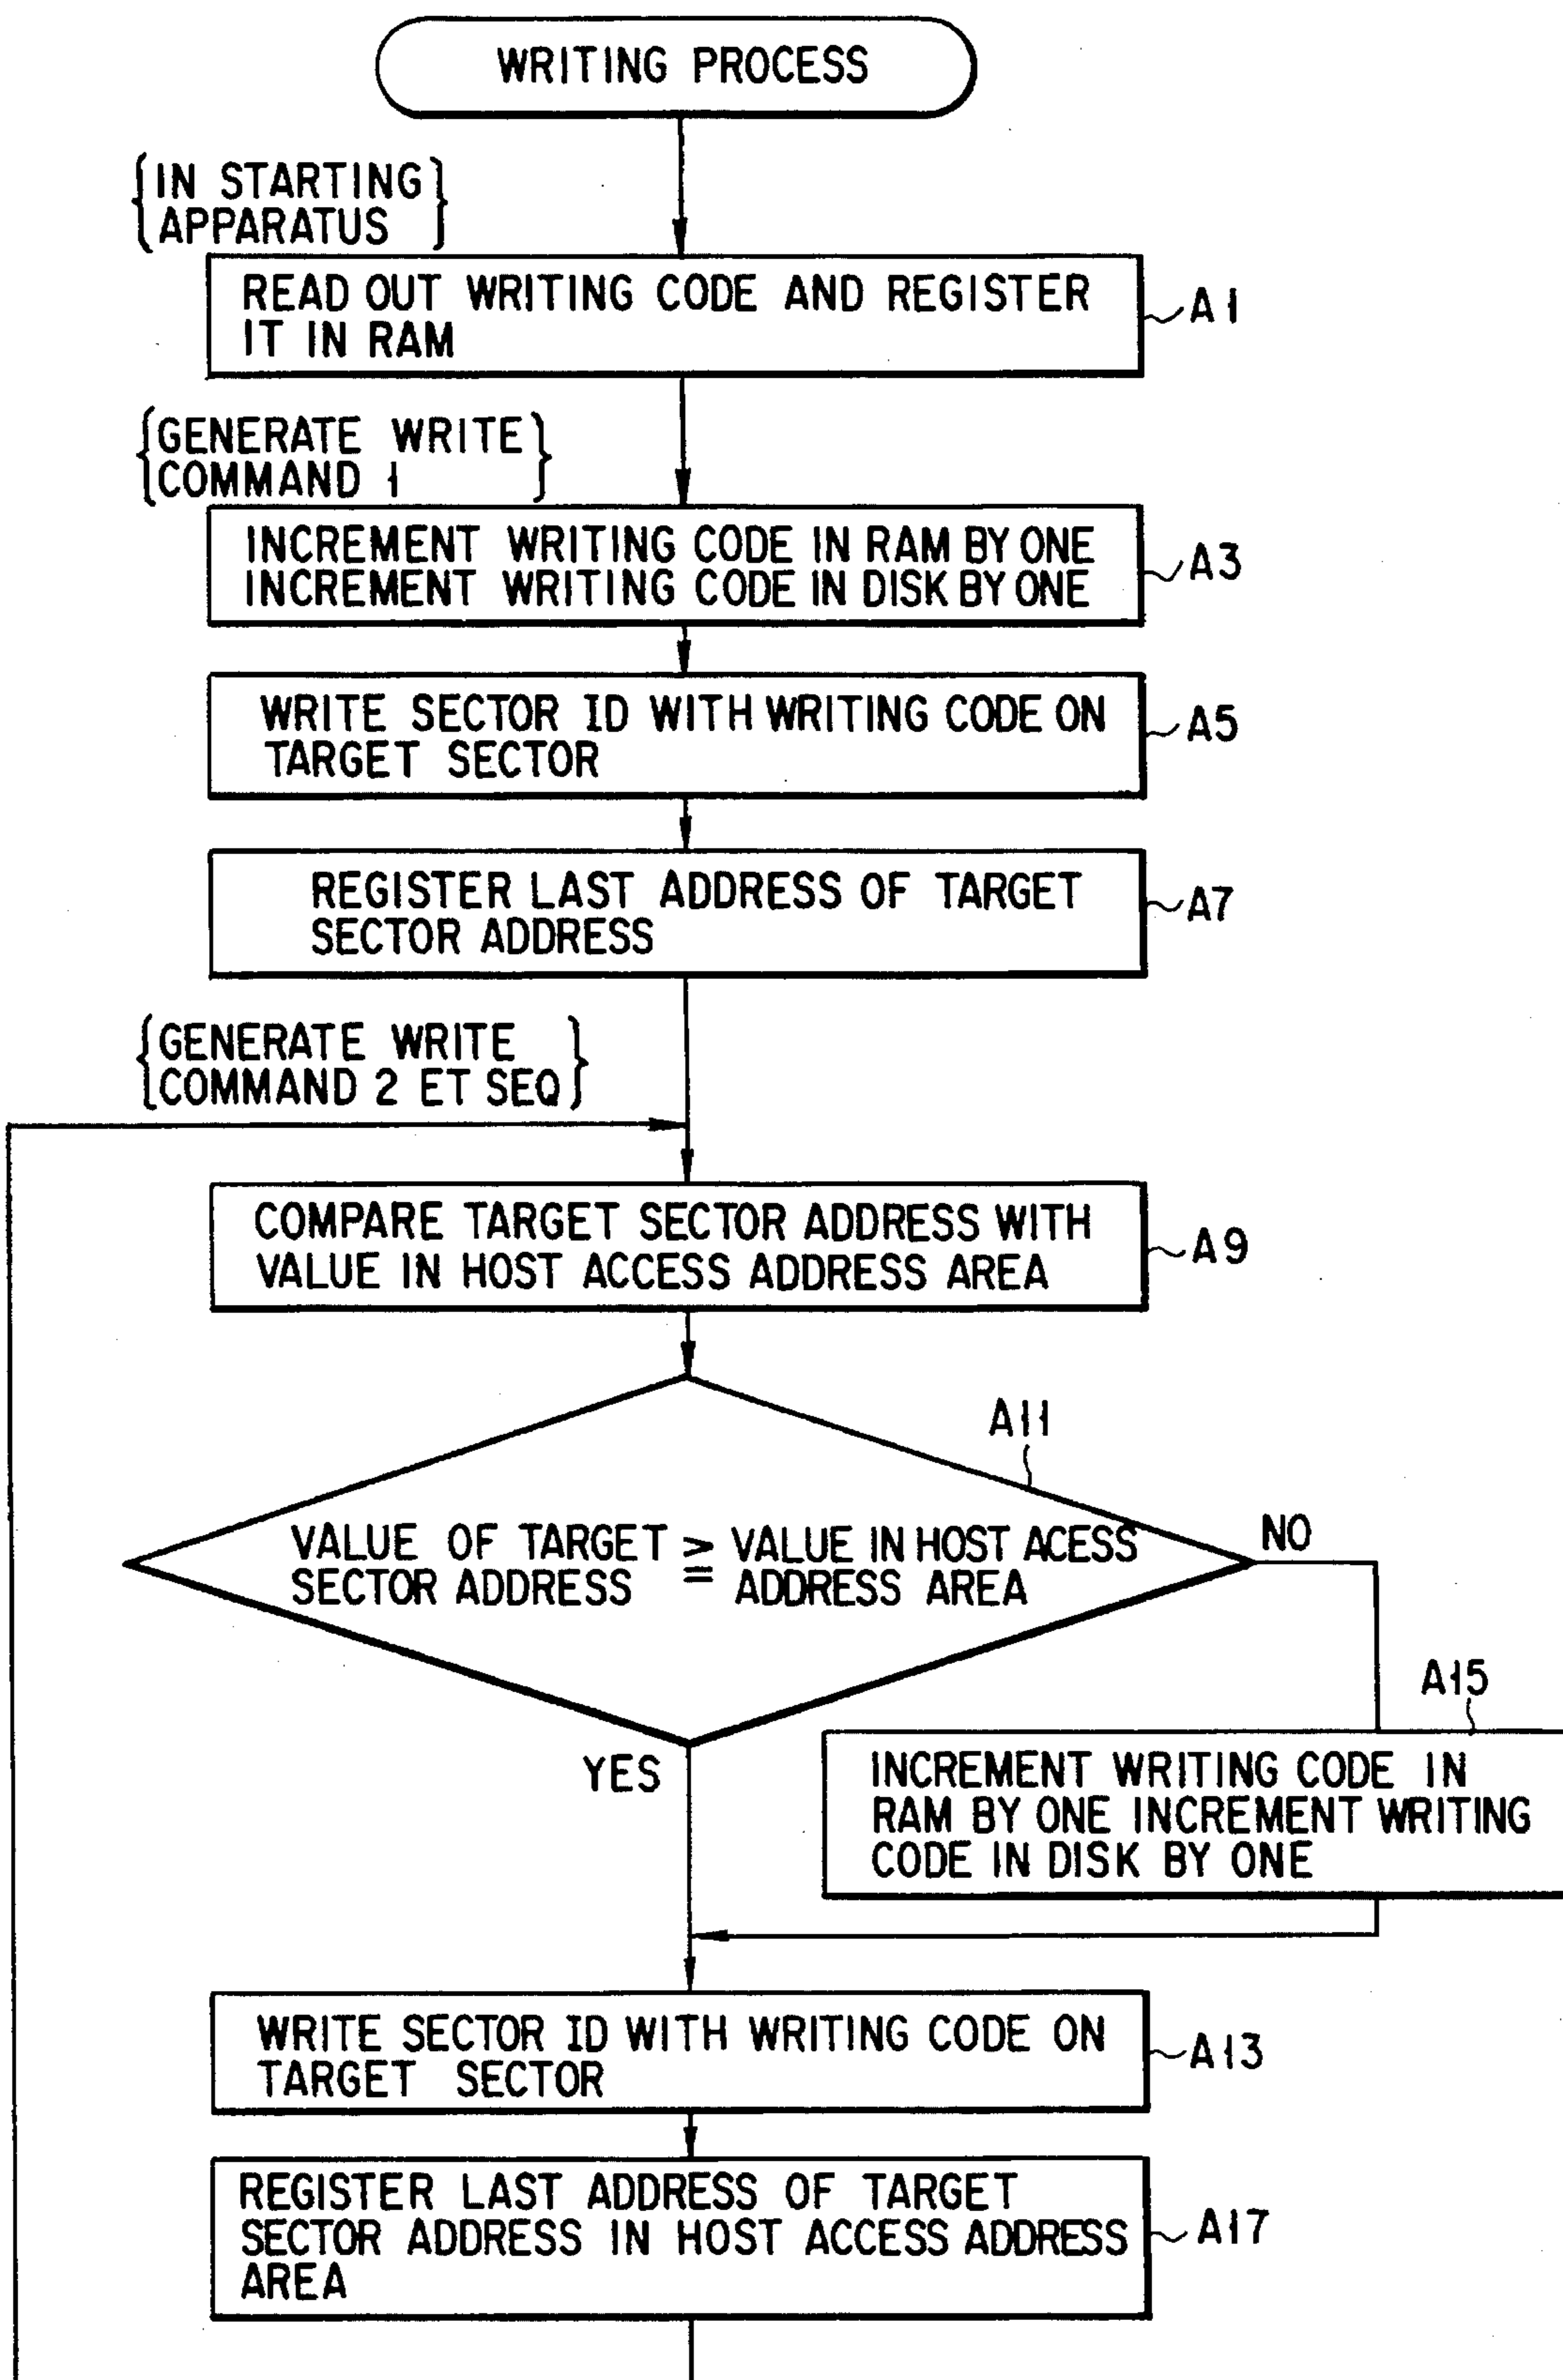 WRITING PROCESS
{IN STARTING
APPARATUS}
READ OUT WRITING CODE AND REGISTER
IT IN RAM
A1
{GENERATE WRITE
COMMAND 1}
INCREMENT WRITING CODE IN RAM BY ONE
INCREMENT WRITING CODE IN DISK BY ONE
A3
WRITE SECTOR ID WITH WRITING CODE ON
TARGET SECTOR
A5
REGISTER LAST ADDRESS OF TARGET
SECTOR ADDRESS
A7
{GENERATE WRITE
COMMAND 2 ET SEQ}
COMPARE TARGET SECTOR ADDRESS WITH
VALUE IN HOST ACCESS ADDRESS AREA
A9
A11
VALUE OF TARGET
SECTOR ADDRESS
≧
VALUE IN HOST ACESS
ADDRESS AREA
NO
YES
A15
INCREMENT WRITING CODE IN
RAM BY ONE INCREMENT WRITING
CODE IN DISK BY ONE
WRITE SECTOR ID WITH WRITING CODE ON
TARGET SECTOR
A13
REGISTER LAST ADDRESS OF TARGET
SECTOR ADDRESS IN HOST ACCESS ADDRESS
AREA
A17